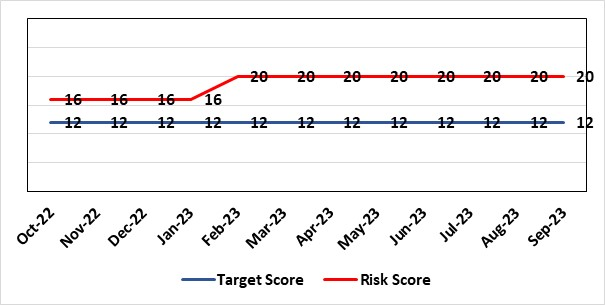 20 20 20 20 20 20 20 20
16 16 16 16
12 12 12 12 12 12 12 12 12 12 12 12
Oct-22 Nov-22 Dec-22 Jan-23 Feb-23 Mar-23 Apr-23 May-23 Jun-23 Jul-23 Aug-23 Sep-23
Target Score Risk Score